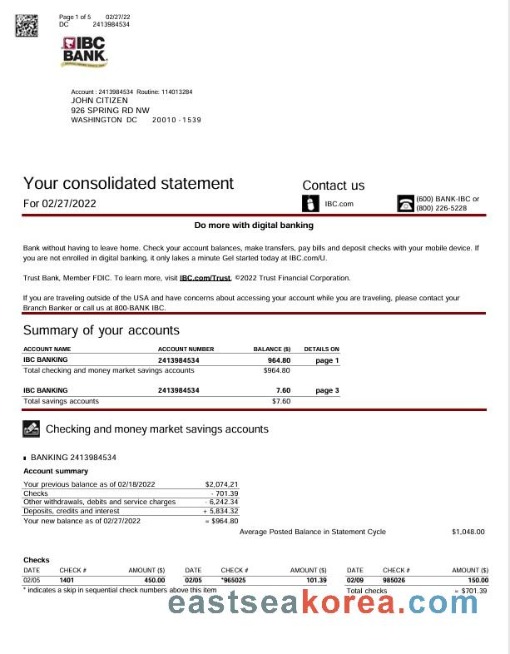 Page 1 of 5 02/27/22
DC 2413984534
IBC
BANK
Account : 2413984534 Routine: 114013284
JOHN CITIZEN
926 SPRING RD NW
WASHINGTON DC 20010 -1539
Your consolidated statement
For 02/27/2022
Contact us
IBC.com
(600) BANK-IBC or
(800) 226-5228
Do more with digital banking
Bank without having to leave home. Check your account balances, make transfers, pay bills and deposit checks with your mobile device. If
you are not enrolled in digital banking, it only lakes a minute Gel started today at IBC.com/U.
Trust Bank, Member FDIC. To learn more, visit IBC.com/Trust. ©2022 Trust Financial Corporation.
If you are traveling outside of the USA and have concerns about accessing your account while you are traveling, please contact your
Branch Banker or call us at 800-BANK IBC.
Summary of your accounts
ACCOUNT NAME ACCOUNT NUMBER BALANCE ($) DETAILS ON
IBC BANKING 2413984534 964.80 page 1
Total checking and money market savings accounts $964.80
IBC BANKING 2413984534 7.60 page 3
Total savings accounts $7.60
Checking and money market savings accounts
BANKING 2413984534
Account summary
Your previous balance as of 02/18/2022 $2,074,21
Checks - 701.39
Other withdrawals, debits and service charges - 6,242.34
Deposits, credits and interest + 5,834.32
Your new balance as of 02/27/2022 = $964.80
Average Posted Balance in Statement Cycle $1,048.00
Checks
DATE CHECK # AMOUNT ($) DATE CHECK # AMOUNT ($) DATE CHECK # AMOUNT ($)
02/05 1401 450.00 02/05 *965025 101.39 02/09 985026 150.00
* indicates a skip in sequential check numbers above this item Total checks = $701.39
eastseakorea.com